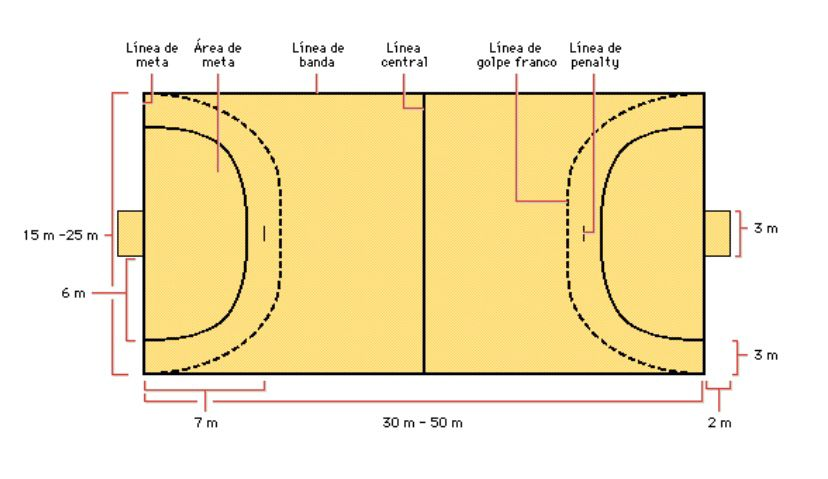 Línea de
meta
Área de
meta
Línea de
banda
Línea
central
Línea de
golpe franco
Línea de
penalty
15 m -25 m
6 m
3 m
3 m
7 m
30 m - 50 m
2 m